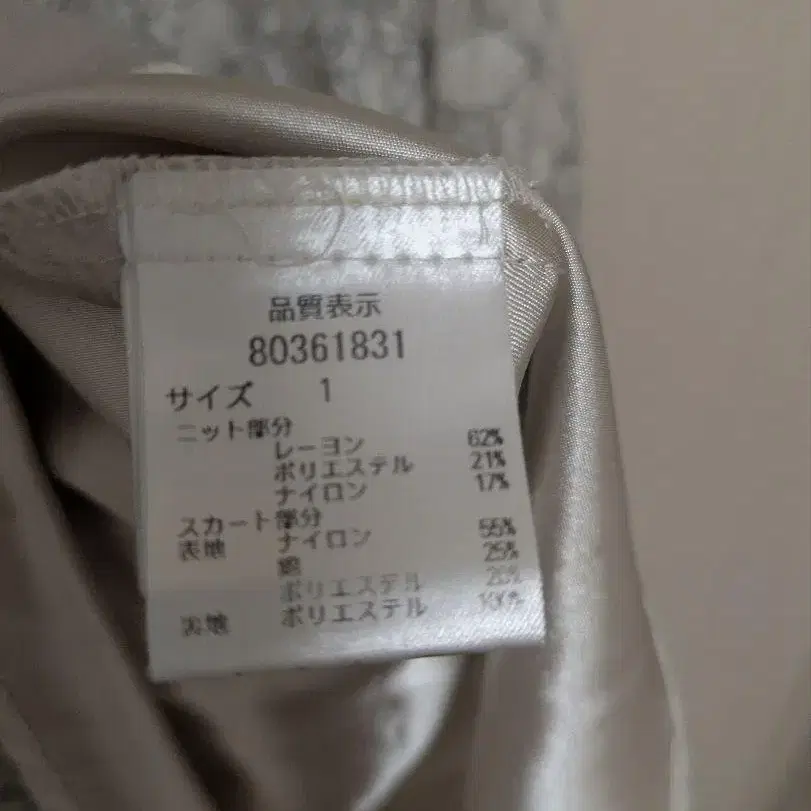 品質表示
80361831
サイズ 1
ニット部分
レーヨン 62%
ポリエステル 21%
ナイロン 17%
スカート部分
表地 ナイロン 55%
綿 25%
ポリエステル 20%
裏地 ポリエステル 100%